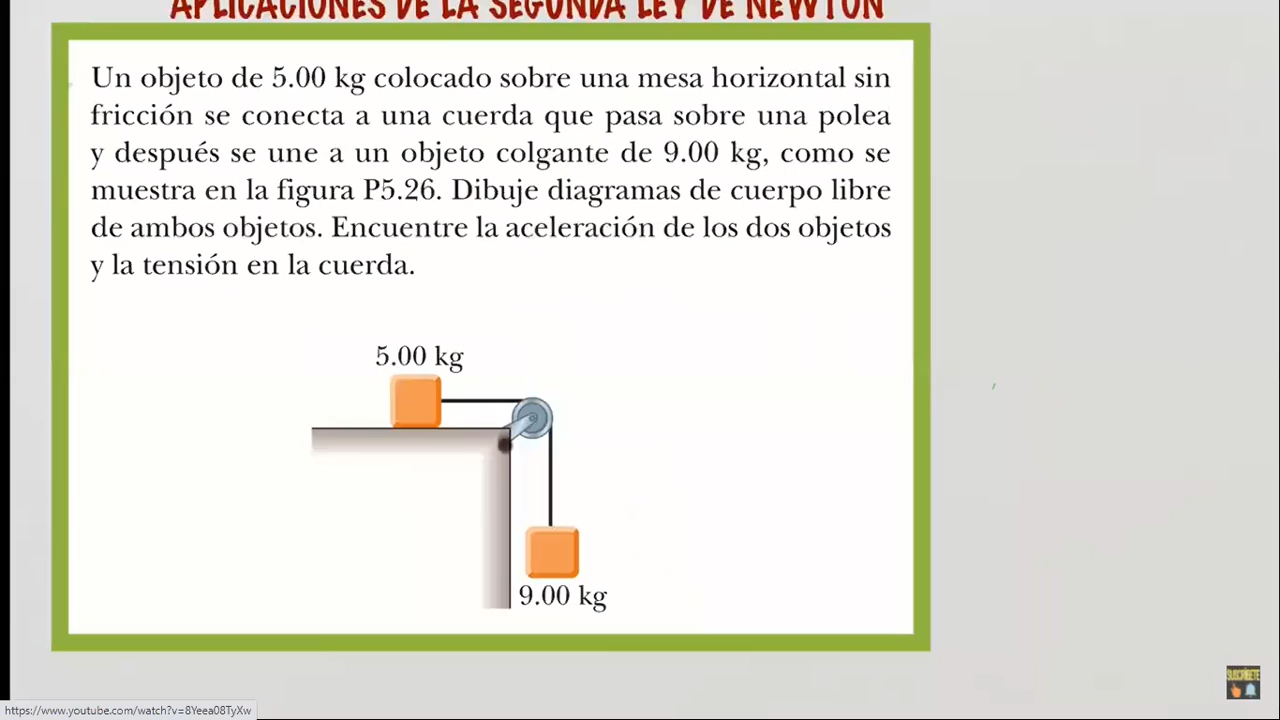 APLICACIONES DE LA SEGUNDA LEY DE NEWTON
Un objeto de 5.00 kg colocado sobre una mesa horizontal sin
fricción se conecta a una cuerda que pasa sobre una polea
y después se une a un objeto colgante de 9.00 kg, como se
muestra en la figura P5.26. Dibuje diagramas de cuerpo libre
de ambos objetos. Encuentre la aceleración de los dos objetos
y la tensión en la cuerda.
5.00 kg
9.00 kg
SUSCRÍBETE
https://www.youtube.com/watch?v=8Yeea08TyXw